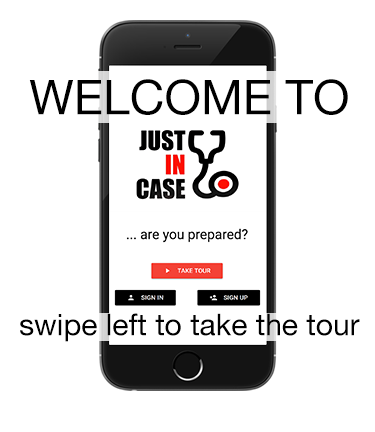 WELCOME TO
JUST
IN
CASE
... are you prepared?
TAKE TOUR
SIGN IN
SIGN UP
swipe left to take the tour